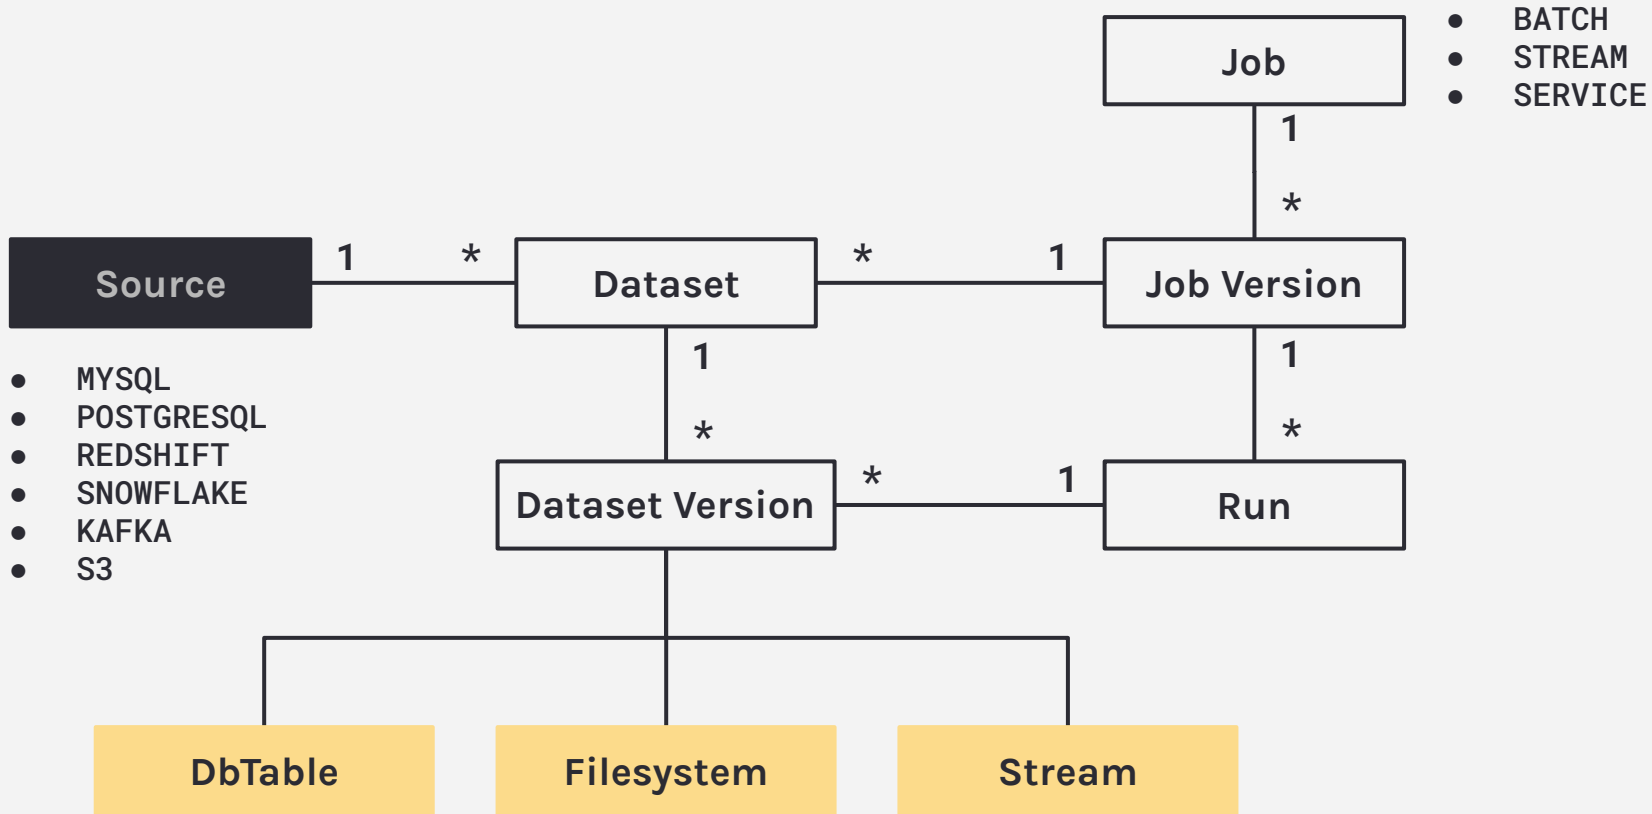 ● BATCH
● STREAM
● SERVICE
Job
1
*
Source
1 *
Dataset
* 1
Job Version
● MYSQL
● POSTGRESQL
● REDSHIFT
● SNOWFLAKE
● KAFKA
● S3
1
*
1
*
Dataset Version
* 1
Run
DbTable
Filesystem
Stream